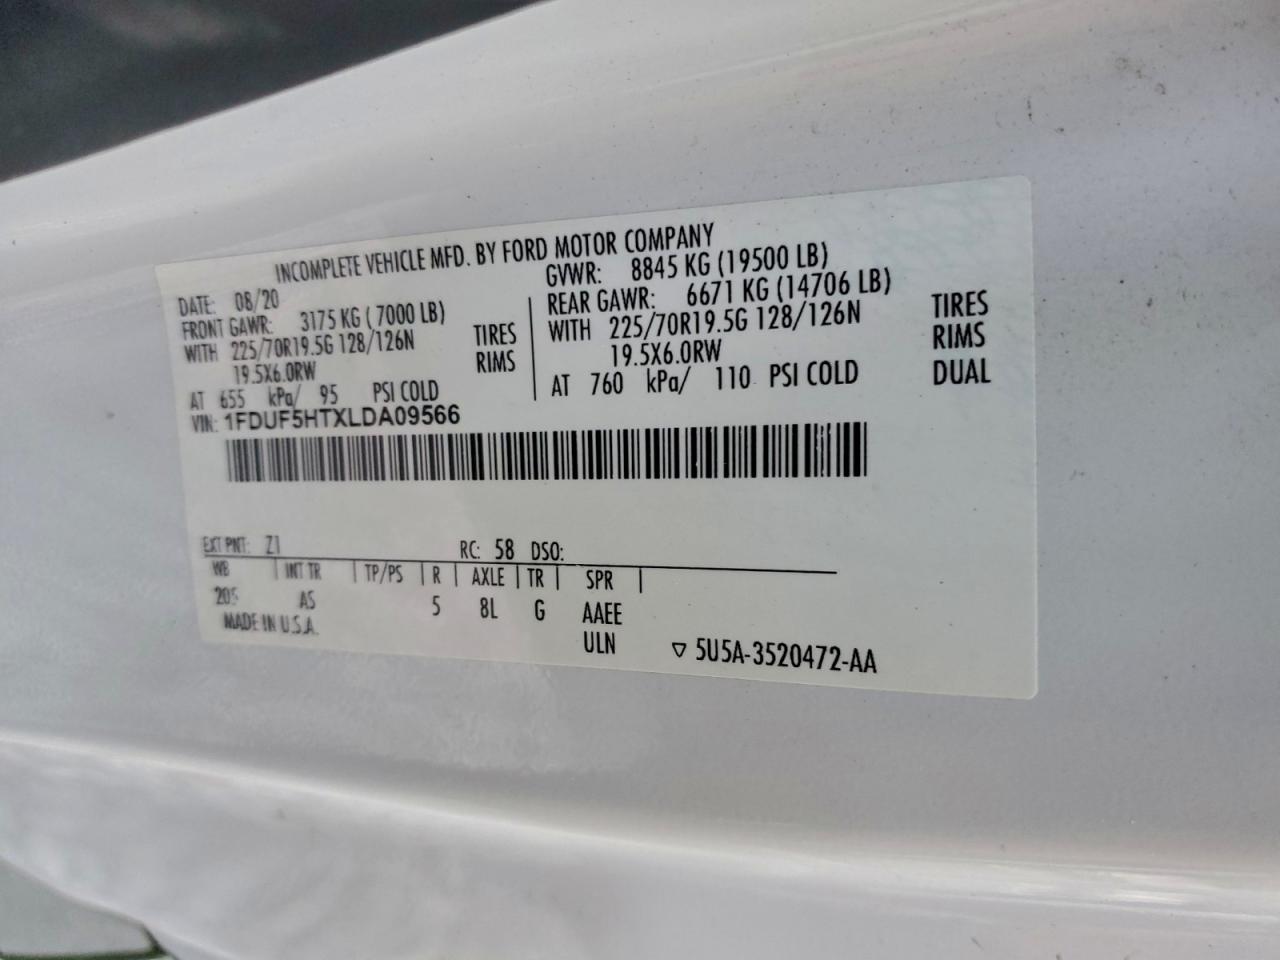 INCOMPLETE VEHICLE MFD. BY FORD MOTOR COMPANY
DATE: 08/20
GVWR: 8845 KG (19500 LB)
FRONT GAWR: 3175 KG ( 7000 LB)
REAR GAWR: 6671 KG (14706 LB)
WITH 225/70R19.5G 128/126N TIRES
WITH 225/70R19.5G 128/126N TIRES
19.5X6.0RW RIMS
19.5X6.0RW RIMS
AT 655 kPa/ 95 PSI COLD
AT 760 kPa/ 110 PSI COLD DUAL
VIN: 1FDUF5HTXLDA09566
EXT PNT: Z1 RC: 58 DSO:
WB | INT TR | TP/PS | R | AXLE | TR | SPR |
205 AS 5 8L G AAEE
MADE IN U.S.A. ULN ▽ 5U5A-3520472-AA